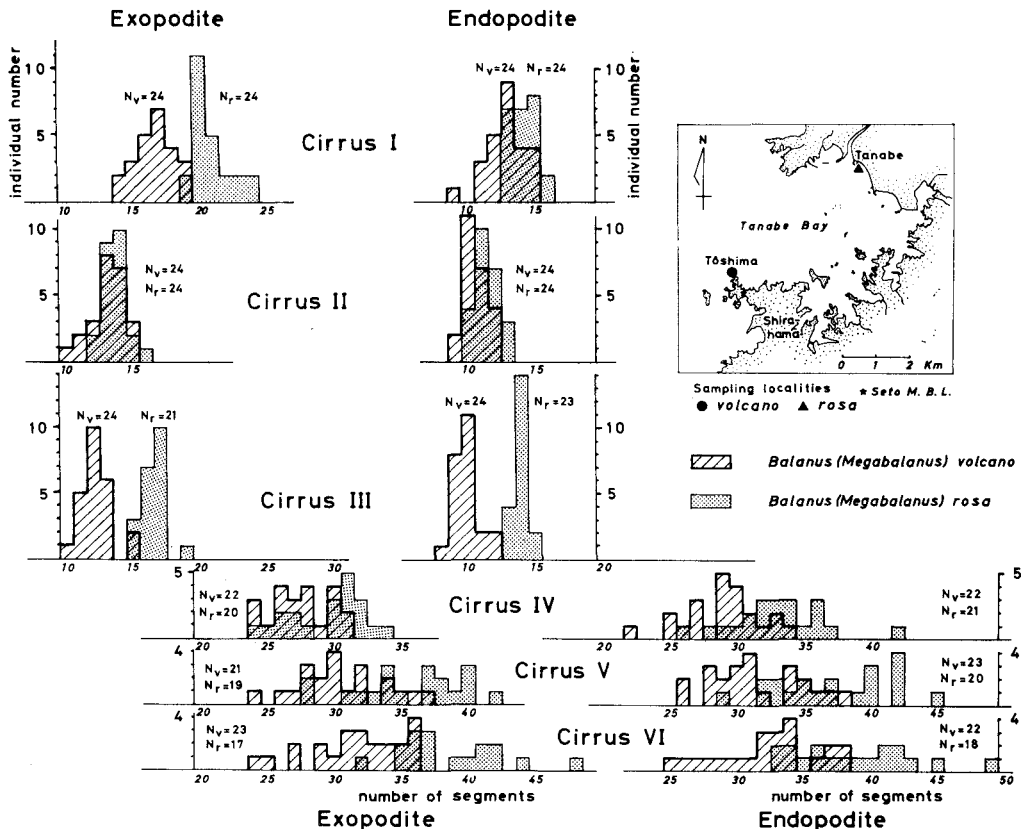 Exopodite
Endopodite
individual number
10
5
Nv=24
Nr=24
Cirrus I
10 15 20 25
Nv=24 Nr=24
10
5
individual number
10 15
10
5
Nv=24
Nr=24
Cirrus II
10 15
Nv=24
Nr=24
10
5
10 15
10
5
Nv=24 Nr=21
Cirrus III
10 15 20 25 30
Nv=24 Nr=23
10
5
10 15 20
N
Tanabe
Tanabe Bay
Tôshima
Shira-
hama
0 1 2 Km
Sampling localities * Seto M. B. L.
● volcano ▲ rosa
Balanus (Megabalanus) volcano
Balanus (Megabalanus) rosa
5
Nv=22
Nr=20
Cirrus IV
20 25 30 35
Nv=22
Nr=21
5
25 30 35 40
4
Nv=21
Nr=19
Cirrus V
20 25 30 35 40
Nv=23
Nr=20
4
25 30 35 40 45
4
Nv=23
Nr=17
Cirrus VI
20 25 30 35 40 45
Nv=22
Nr=18
4
25 30 35 40 45 50
number of segments
number of segments
Exopodite
Endopodite